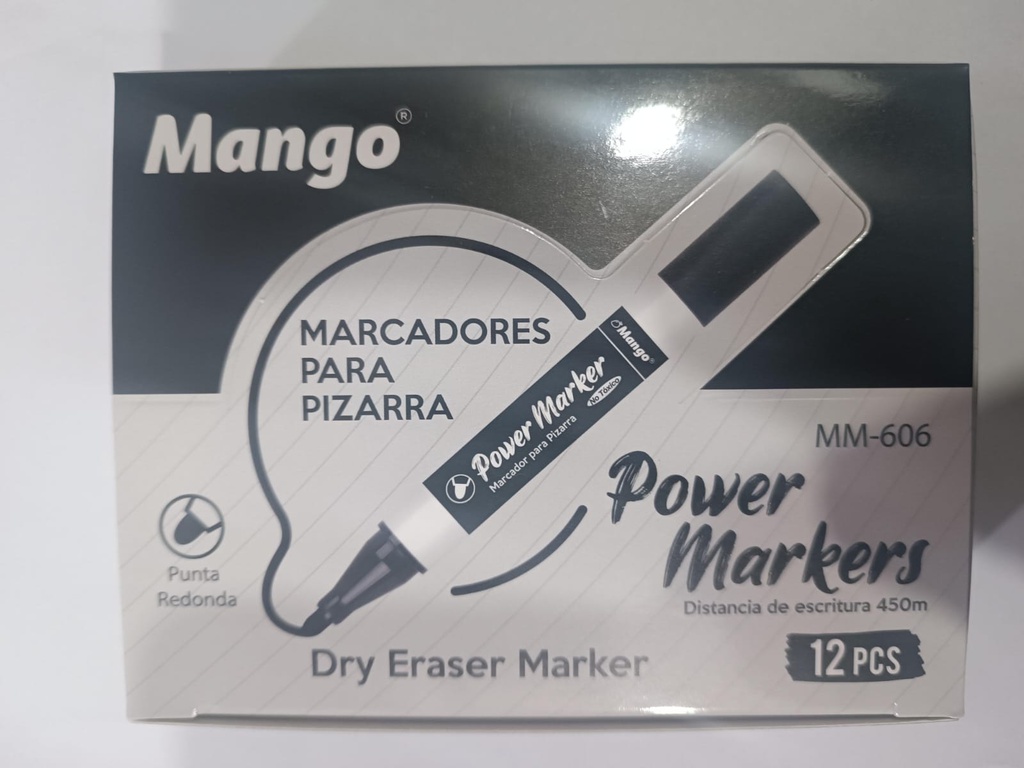 Mango®
MARCADORES
PARA
PIZARRA
Mango®
Power Marker
No Tóxico
Marcador para Pizarra
MM-606
Power
Markers
Distancia de escritura 450m
Punta
Redonda
Dry Eraser Marker
12 PCS